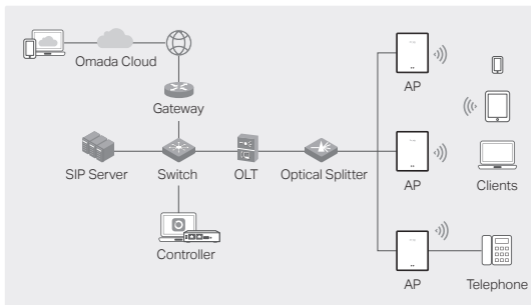 Omada Cloud
Gateway
AP
SIP Server
Switch
OLT
Optical Splitter
AP
Clients
Controller
AP
Telephone